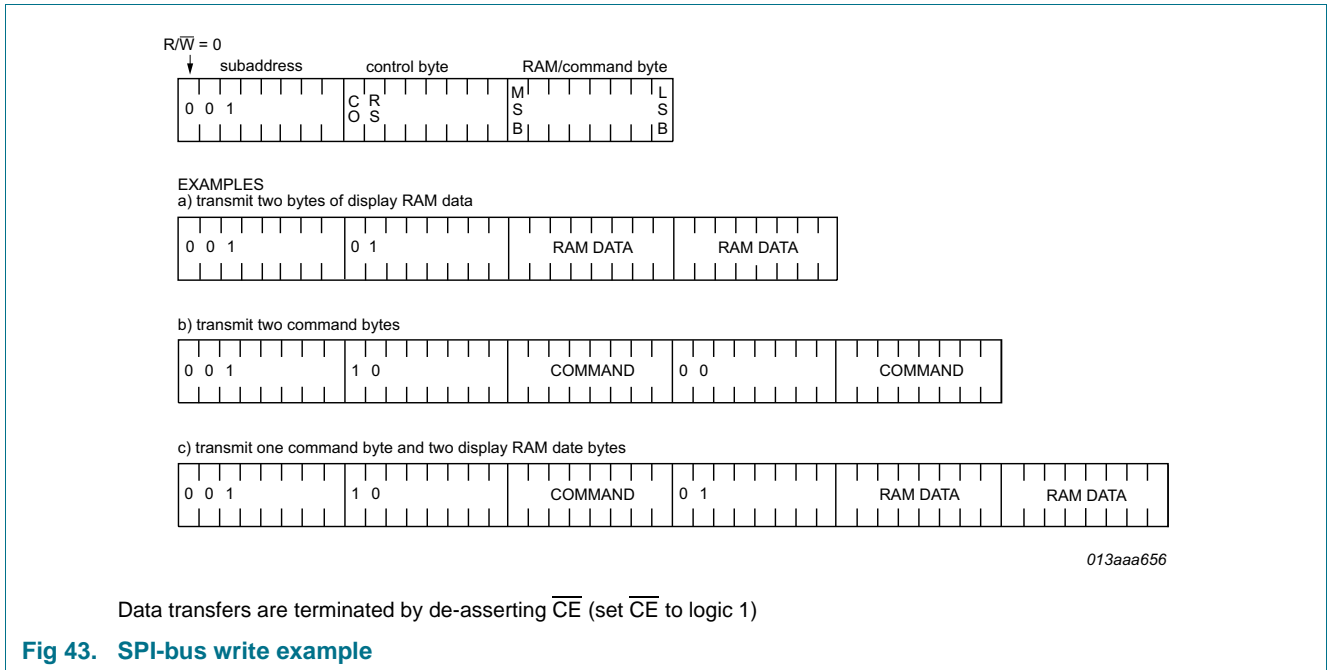 R/W̅ = 0
subaddress control byte RAM/command byte
0 0 1 CO RS MSB LSB
EXAMPLES
a) transmit two bytes of display RAM data
0 0 1 0 1 RAM DATA RAM DATA
b) transmit two command bytes
0 0 1 1 0 COMMAND 0 0 COMMAND
c) transmit one command byte and two display RAM date bytes
0 0 1 1 0 COMMAND 0 1 RAM DATA RAM DATA
013aaa656
Data transfers are terminated by de-asserting C̅E̅ (set C̅E̅ to logic 1)
Fig 43. SPI-bus write example